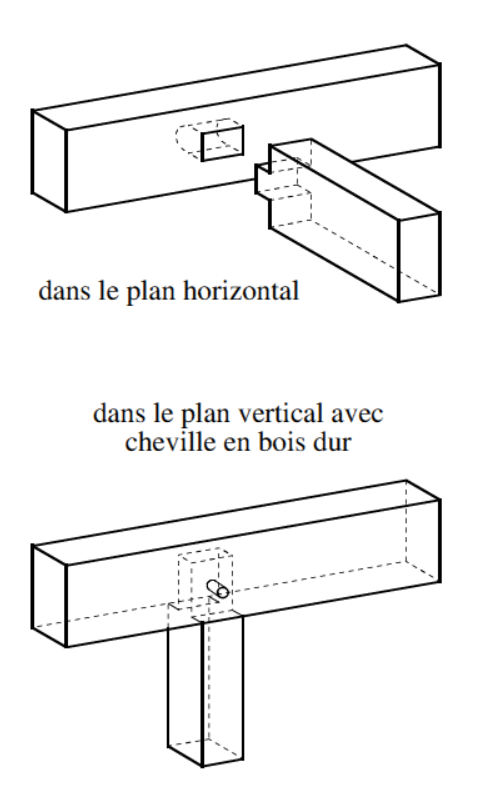 dans le plan horizontal
dans le plan vertical avec
cheville en bois dur